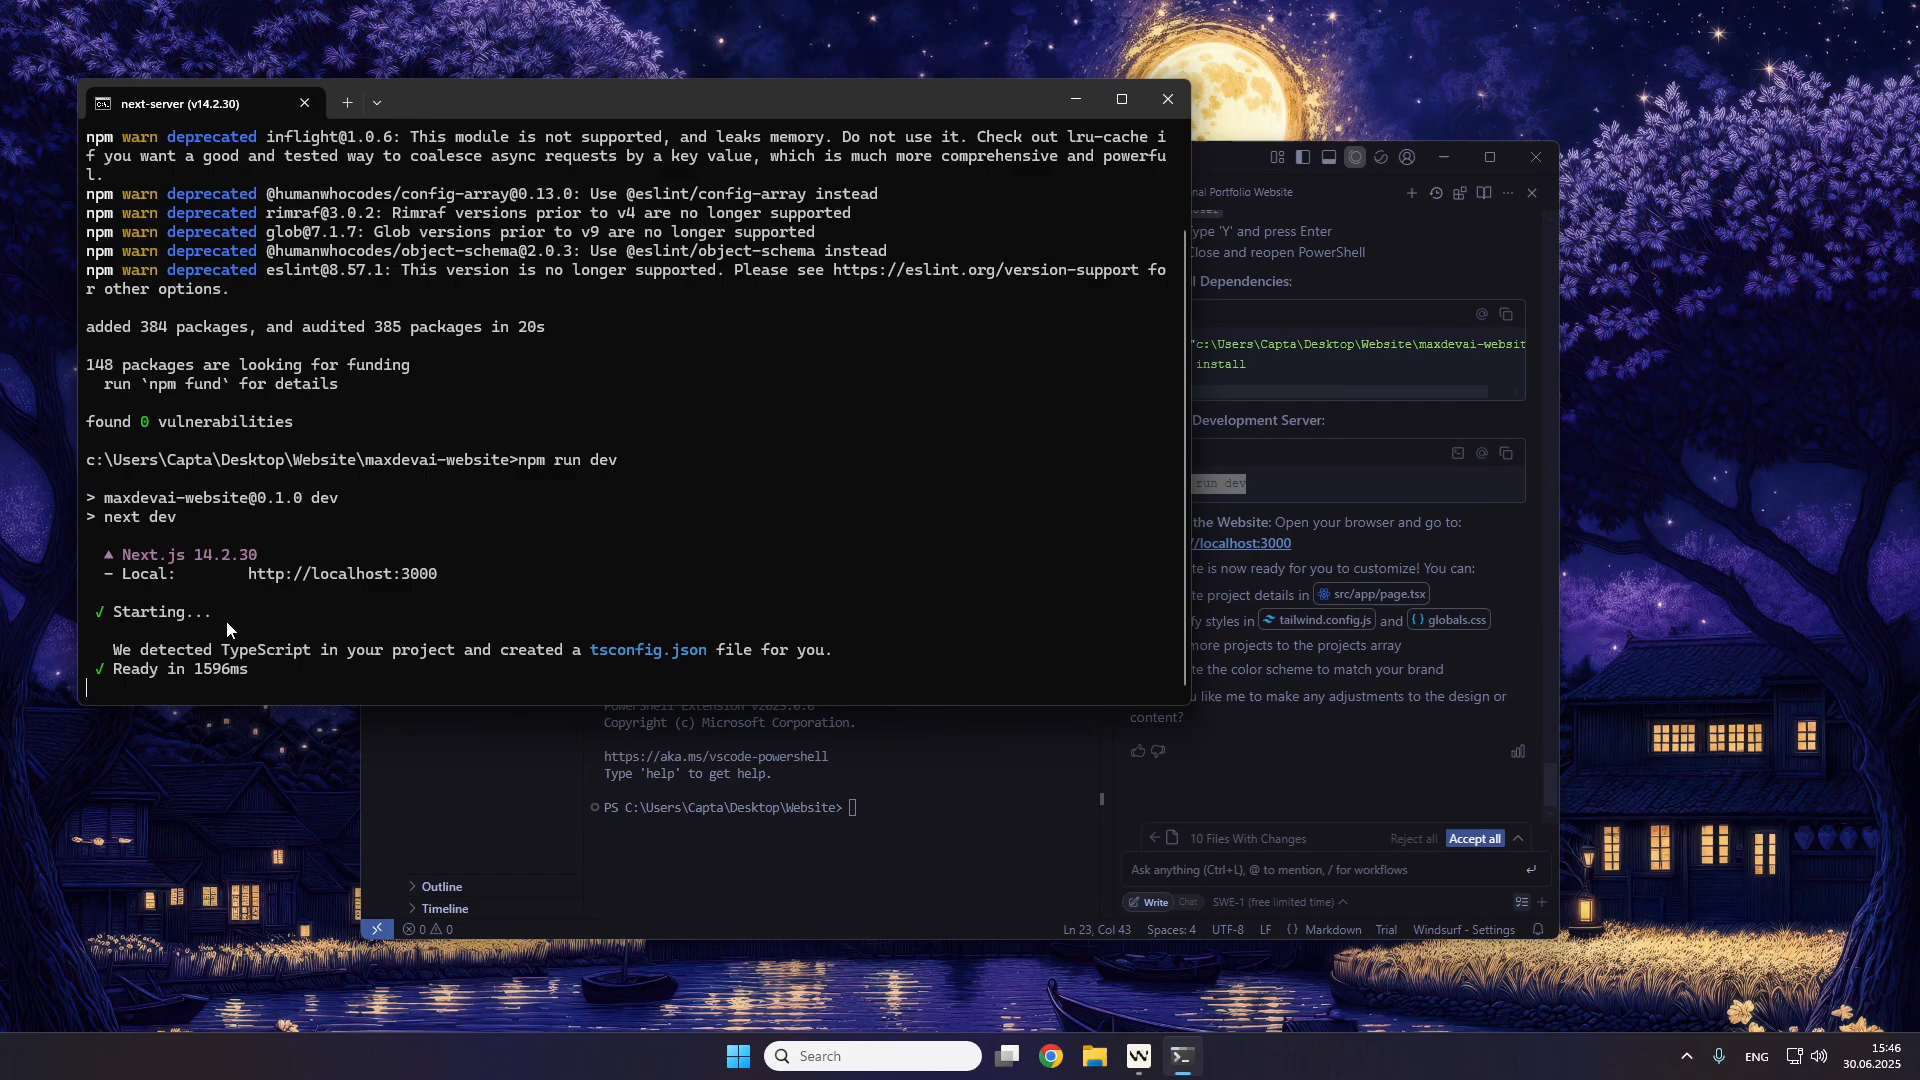 next-server (v14.2.30)
npm warn deprecated inflight@1.0.6: This module is not supported, and leaks memory. Do not use it. Check out lru-cache i
f you want a good and tested way to coalesce async requests by a key value, which is much more comprehensive and powerfu
l.
npm warn deprecated @humanwhocodes/config-array@0.13.0: Use @eslint/config-array instead
npm warn deprecated rimraf@3.0.2: Rimraf versions prior to v4 are no longer supported
npm warn deprecated glob@7.1.7: Glob versions prior to v9 are no longer supported
npm warn deprecated @humanwhocodes/object-schema@2.0.3: Use @eslint/object-schema instead
npm warn deprecated eslint@8.57.1: This version is no longer supported. Please see https://eslint.org/version-support fo
r other options.
added 384 packages, and audited 385 packages in 20s
148 packages are looking for funding
run `npm fund` for details
found 0 vulnerabilities
c:\Users\Capta\Desktop\Website\maxdevai-website>npm run dev
> maxdevai-website@0.1.0 dev
> next dev
▲ Next.js 14.2.30
- Local: http://localhost:3000
✓ Starting...
We detected TypeScript in your project and created a tsconfig.json file for you.
✓ Ready in 1596ms
nal Portfolio Website
ype 'Y' and press Enter
Close and reopen PowerShell
l Dependencies:
"c:\Users\Capta\Desktop\Website\maxdevai-websit
install
Development Server:
run dev
the Website: Open your browser and go to:
//localhost:3000
te is now ready for you to customize! You can:
te project details in src/app/page.tsx
fy styles in tailwind.config.js and globals.css
more projects to the projects array
te the color scheme to match your brand
u like me to make any adjustments to the design or
content?
Copyright (c) Microsoft Corporation.
https://aka.ms/vscode-powershell
Type 'help' to get help.
PS C:\Users\Capta\Desktop\Website>
10 Files With Changes Reject all Accept all
Ask anything (Ctrl+L), @ to mention, / for workflows
Write Chat SWE-1 (free limited time)
Outline
Timeline
0 0 Ln 23, Col 43 Spaces: 4 UTF-8 LF {} Markdown Trial Windsurf - Settings
Search
ENG
15:46
30.06.2025